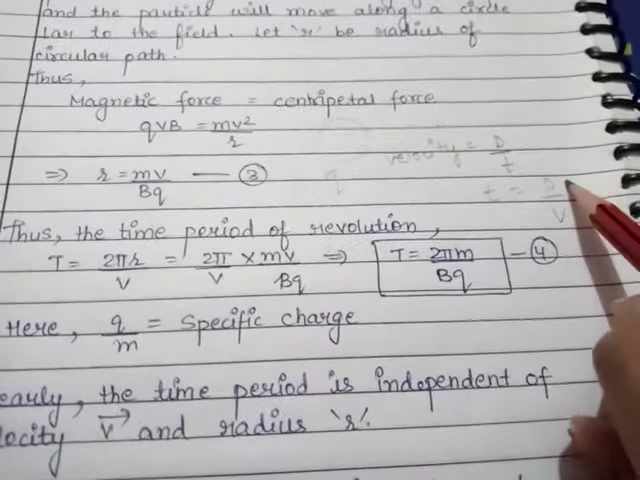 and the particle will move along a circle
lar to the field. Let 'r' be radius of
circular path.
Thus,
Magnetic force = centripetal force
qVB = mv²/r
⇒ r = mv/Bq — ③
velocity = D/t
t = D/V
Thus, the time period of revolution,
T = 2πr/V = 2π/V × mv/Bq ⇒ T = 2πm/Bq — ④
Here, q/m = specific charge
early, the time period is independent of
locity V⃗ and radius 'r'.